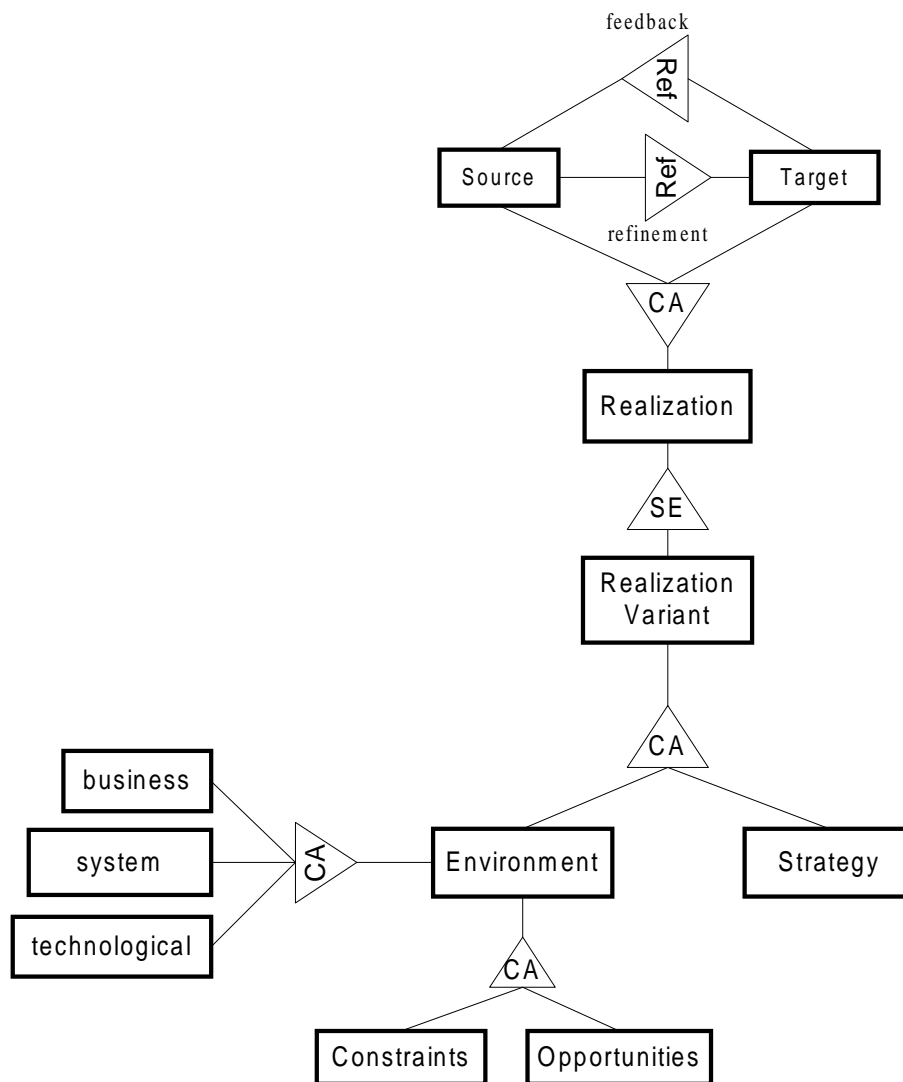 feedback
Ref
Source
Ref
Target
refinement
CA
Realization
SE
Realization
Variant
CA
business
system
technological
CA
Environment
Strategy
CA
Constraints
Opportunities